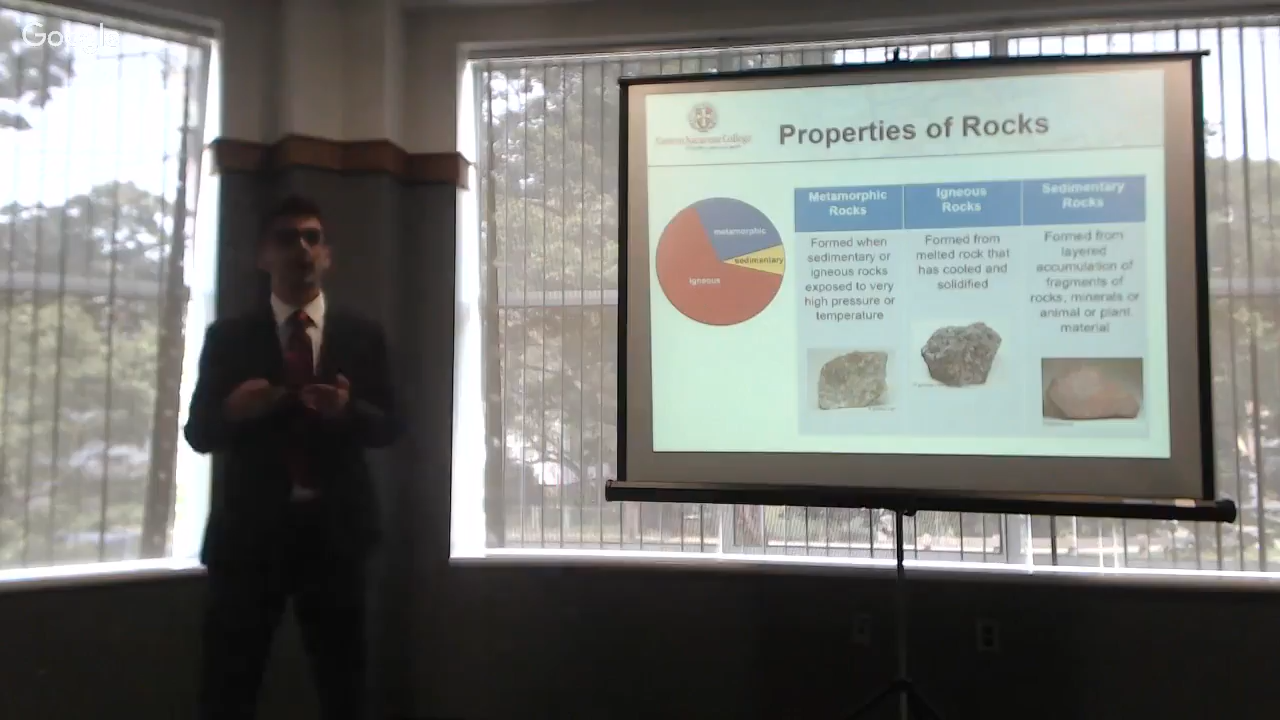 Google
Properties of Rocks
metamorphic
sedimentary
igneous
Metamorphic
Rocks
Formed when
sedimentary or
igneous rocks
exposed to very
high pressure or
temperature
Igneous
Rocks
Formed from
melted rock that
has cooled and
solidified
Sedimentary
Rocks
Formed from
layered
accumulation of
fragments of
rocks, minerals or
animal or plant
material